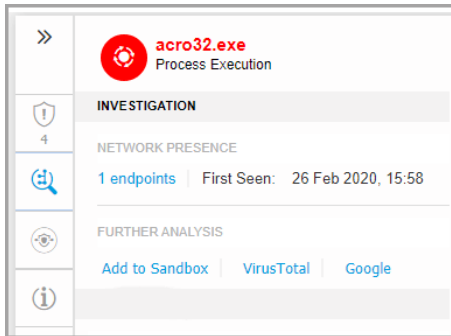 acro32.exe
Process Execution
4
INVESTIGATION
NETWORK PRESENCE
1 endpoints First Seen: 26 Feb 2020, 15:58
FURTHER ANALYSIS
Add to Sandbox VirusTotal Google